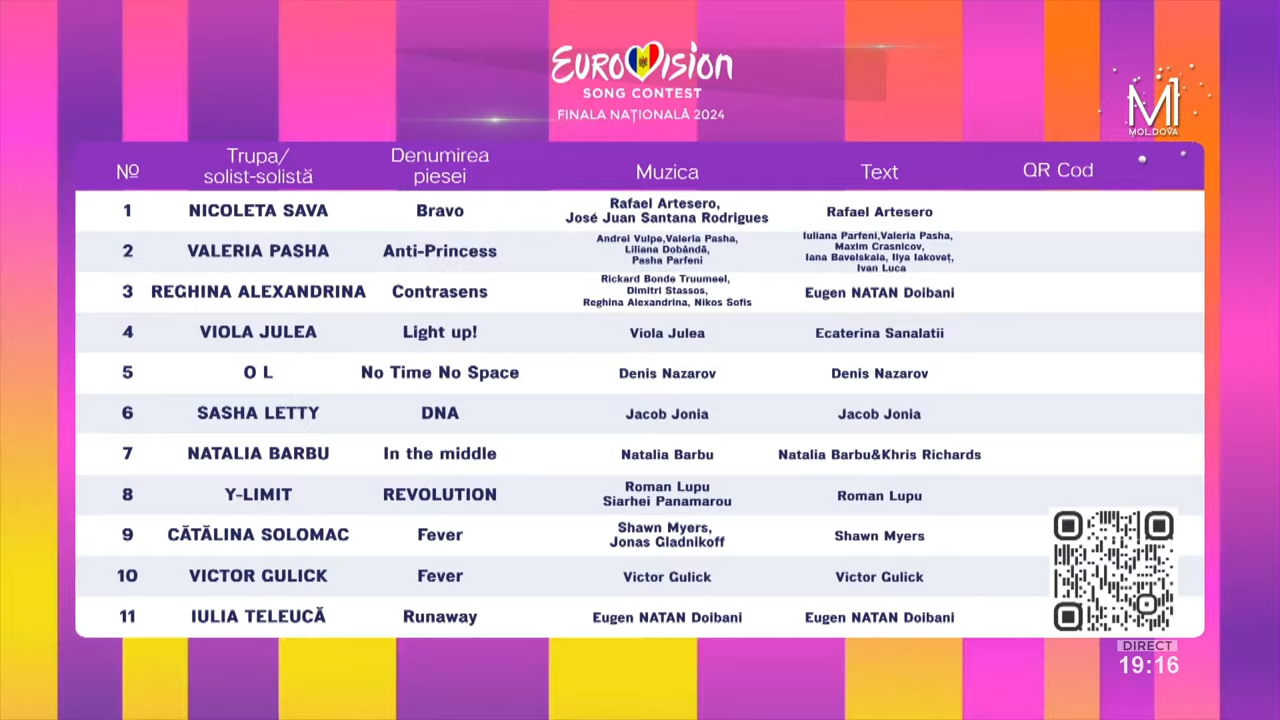 EUROVISION
SONG CONTEST
FINALA NAȚIONALĂ 2024
M1
MOLDOVA
Nº Trupa/ solist-solistă Denumirea piesei Muzica Text QR Cod
1 NICOLETA SAVA Bravo Rafael Artesero, José Juan Santana Rodrigues Rafael Artesero
2 VALERIA PASHA Anti-Princess Andrei Vulpe,Valeria Pasha, Liliana Dobândă, Pasha Parfeni Iuliana Parfeni,Valeria Pasha, Maxim Crasnicov, Iana Bavelskaia, Ilya Iakoveț, Ivan Luca
3 REGHINA ALEXANDRINA Contrasens Rickard Bonde Truumeel, Dimitri Stassos, Reghina Alexandrina, Nikos Sofis Eugen NATAN Doibani
4 VIOLA JULEA Light up! Viola Julea Ecaterina Sanalatii
5 O L No Time No Space Denis Nazarov Denis Nazarov
6 SASHA LETTY DNA Jacob Jonia Jacob Jonia
7 NATALIA BARBU In the middle Natalia Barbu Natalia Barbu&Khris Richards
8 Y-LIMIT REVOLUTION Roman Lupu Siarhei Panamarou Roman Lupu
9 CĂTĂLINA SOLOMAC Fever Shawn Myers, Jonas Gladnikoff Shawn Myers
10 VICTOR GULICK Fever Victor Gulick Victor Gulick
11 IULIA TELEUCĂ Runaway Eugen NATAN Doibani Eugen NATAN Doibani
DIRECT
19:16